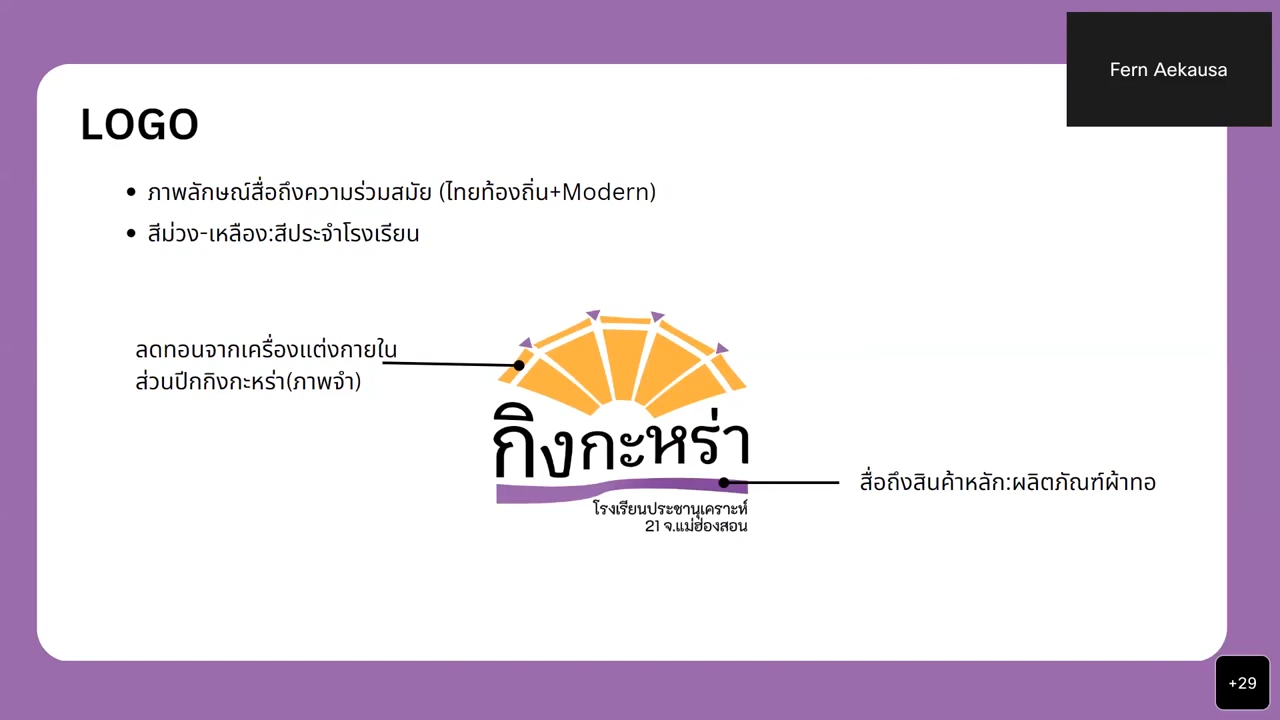 Fern Aekausa
LOGO
ภาพลักษณ์สื่อถึงความร่วมสมัย (ไทยท้องถิ่น+Modern)
สีม่วง-เหลือง:สีประจำโรงเรียน
ลดทอนจากเครื่องแต่งกายใน
ส่วนปีกกิงกะหร่า(ภาพจำ)
กิงกะหร่า
สื่อถึงสินค้าหลัก:ผลิตภัณฑ์ผ้าทอ
โรงเรียนประชานุเคราะห์
21 จ.แม่ฮ่องสอน
+29